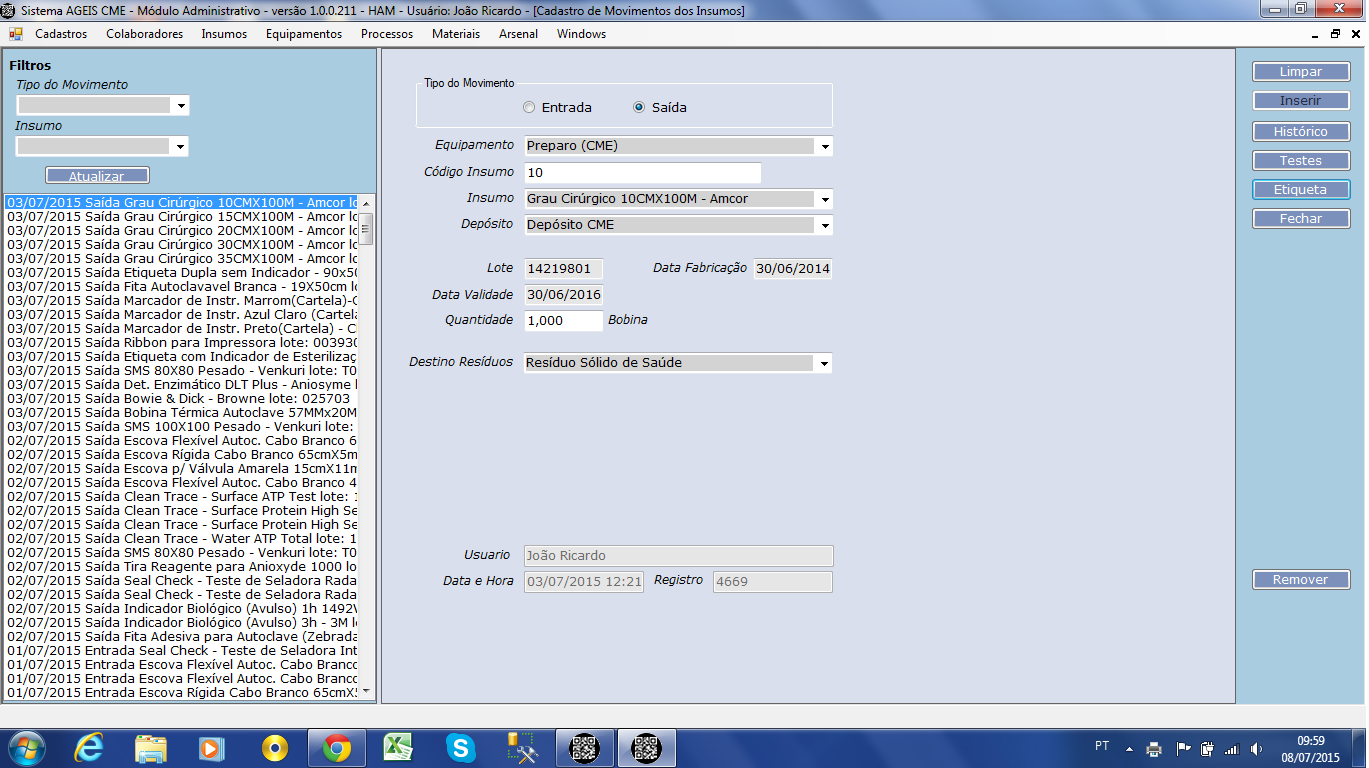 Sistema AGEIS CME - Módulo Administrativo - versão 1.0.0.211 - HAM - Usuário: João Ricardo - [Cadastro de Movimentos dos Insumos]
Cadastros Colaboradores Insumos Equipamentos Processos Materiais Arsenal Windows
Filtros
Tipo do Movimento
Insumo
Atualizar
03/07/2015 Saída Grau Cirúrgico 10CMX100M - Amcor lo
03/07/2015 Saída Grau Cirúrgico 15CMX100M - Amcor lo
03/07/2015 Saída Grau Cirúrgico 20CMX100M - Amcor lo
03/07/2015 Saída Grau Cirúrgico 30CMX100M - Amcor lo
03/07/2015 Saída Grau Cirúrgico 35CMX100M - Amcor lo
03/07/2015 Saída Etiqueta Dupla sem Indicador - 90x50
03/07/2015 Saída Fita Autoclavavel Branca - 19X50cm lo
03/07/2015 Saída Marcador de Instr. Marrom(Cartela)-C
03/07/2015 Saída Marcador de Instr. Azul Claro (Cartela
03/07/2015 Saída Marcador de Instr. Preto(Cartela) - C
03/07/2015 Saída Ribbon para Impressora lote: 003930
03/07/2015 Saída Etiqueta com Indicador de Esterilizaç
03/07/2015 Saída SMS 80X80 Pesado - Venkuri lote: T0
03/07/2015 Saída Det. Enzimático DLT Plus - Aniosyme l
03/07/2015 Saída Bowie & Dick - Browne lote: 025703
03/07/2015 Saída Bobina Térmica Autoclave 57MMx20M
03/07/2015 Saída SMS 100X100 Pesado - Venkuri lote:
02/07/2015 Saída Escova Flexível Autoc. Cabo Branco 6
02/07/2015 Saída Escova Rígida Cabo Branco 65cmX5m
02/07/2015 Saída Escova p/ Válvula Amarela 15cmX11m
02/07/2015 Saída Escova Flexível Autoc. Cabo Branco 4
02/07/2015 Saída Clean Trace - Surface ATP Test lote: 1
02/07/2015 Saída Clean Trace - Surface Protein High Se
02/07/2015 Saída Clean Trace - Surface Protein High Se
02/07/2015 Saída Clean Trace - Water ATP Total lote: 1
02/07/2015 Saída SMS 80X80 Pesado - Venkuri lote: T0
02/07/2015 Saída Tira Reagente para Anioxyde 1000 lo
02/07/2015 Saída Seal Check - Teste de Seladora Rada
02/07/2015 Saída Seal Check - Teste de Seladora Rada
02/07/2015 Saída Indicador Biológico (Avulso) 1h 1492V
02/07/2015 Saída Indicador Biológico (Avulso) 3h - 3M lo
02/07/2015 Saída Fita Adesiva para Autoclave (Zebrada
01/07/2015 Entrada Seal Check - Teste de Seladora Int
01/07/2015 Entrada Escova Flexível Autoc. Cabo Branco
01/07/2015 Entrada Escova Flexível Autoc. Cabo Branco
01/07/2015 Entrada Escova Rígida Cabo Branco 65cmX5
Tipo do Movimento
Entrada Saída
Equipamento Preparo (CME)
Código Insumo 10
Insumo Grau Cirúrgico 10CMX100M - Amcor
Depósito Depósito CME
Lote 14219801 Data Fabricação 30/06/2014
Data Validade 30/06/2016
Quantidade 1,000 Bobina
Destino Resíduos Resíduo Sólido de Saúde
Usuario João Ricardo
Data e Hora 03/07/2015 12:21 Registro 4669
Limpar
Inserir
Histórico
Testes
Etiqueta
Fechar
Remover
PT
09:59
08/07/2015